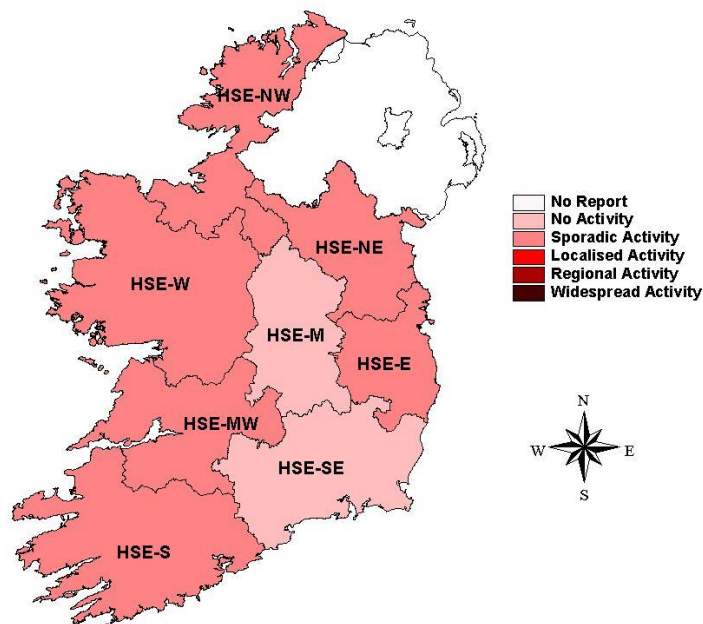 HSE-NW
HSE-NE
HSE-W
HSE-M
HSE-E
HSE-MW
HSE-SE
HSE-S
No Report
No Activity
Sporadic Activity
Localised Activity
Regional Activity
Widespread Activity
N
W E
S